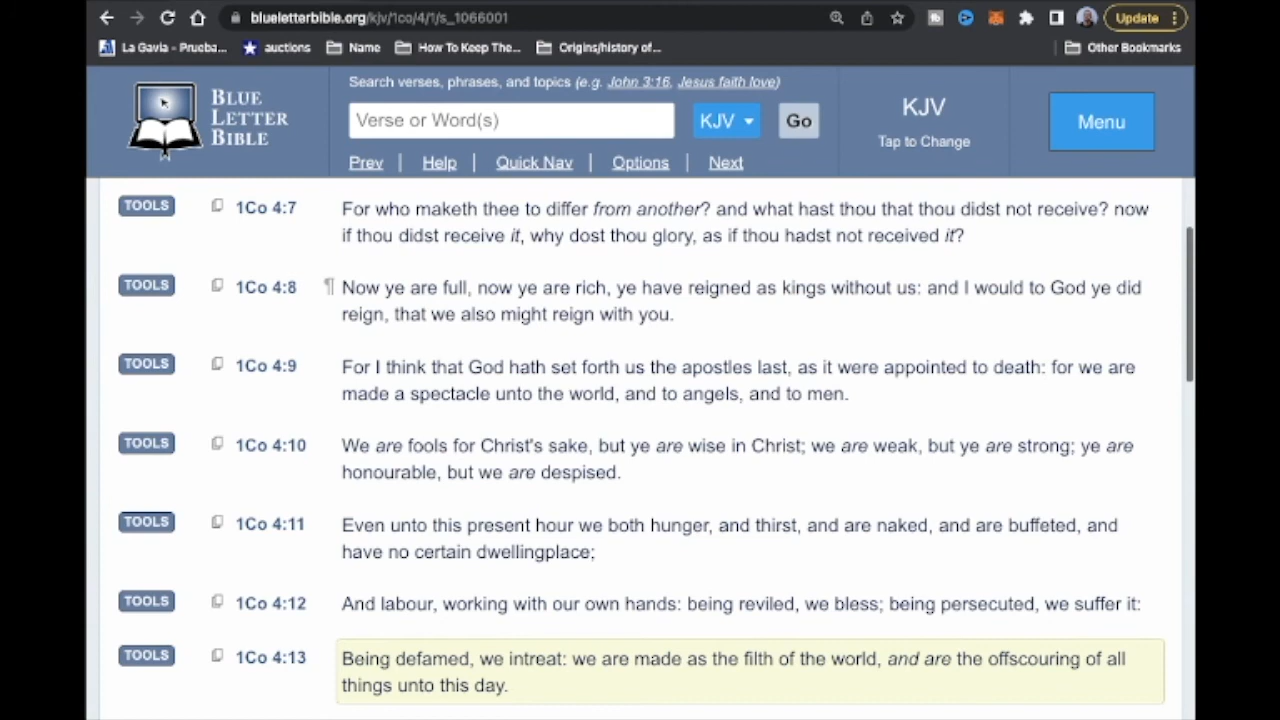 blueletterbible.org/kjv/1co/4/1/s_1066001
Update
La Gavia - Prueba...
auctions
Name
How To Keep The...
Origins/history of...
Other Bookmarks
BLUE
LETTER
BIBLE
Search verses, phrases, and topics (e.g. John 3:16, Jesus faith love)
Verse or Word(s)
KJV
Go
Prev | Help | Quick Nav | Options | Next
KJV
Tap to Change
Menu
TOOLS 1Co 4:7 For who maketh thee to differ from another? and what hast thou that thou didst not receive? now
if thou didst receive it, why dost thou glory, as if thou hadst not received it?
TOOLS 1Co 4:8 ¶ Now ye are full, now ye are rich, ye have reigned as kings without us: and I would to God ye did
reign, that we also might reign with you.
TOOLS 1Co 4:9 For I think that God hath set forth us the apostles last, as it were appointed to death: for we are
made a spectacle unto the world, and to angels, and to men.
TOOLS 1Co 4:10 We are fools for Christ's sake, but ye are wise in Christ; we are weak, but ye are strong; ye are
honourable, but we are despised.
TOOLS 1Co 4:11 Even unto this present hour we both hunger, and thirst, and are naked, and are buffeted, and
have no certain dwellingplace;
TOOLS 1Co 4:12 And labour, working with our own hands: being reviled, we bless; being persecuted, we suffer it:
TOOLS 1Co 4:13 Being defamed, we intreat: we are made as the filth of the world, and are the offscouring of all
things unto this day.